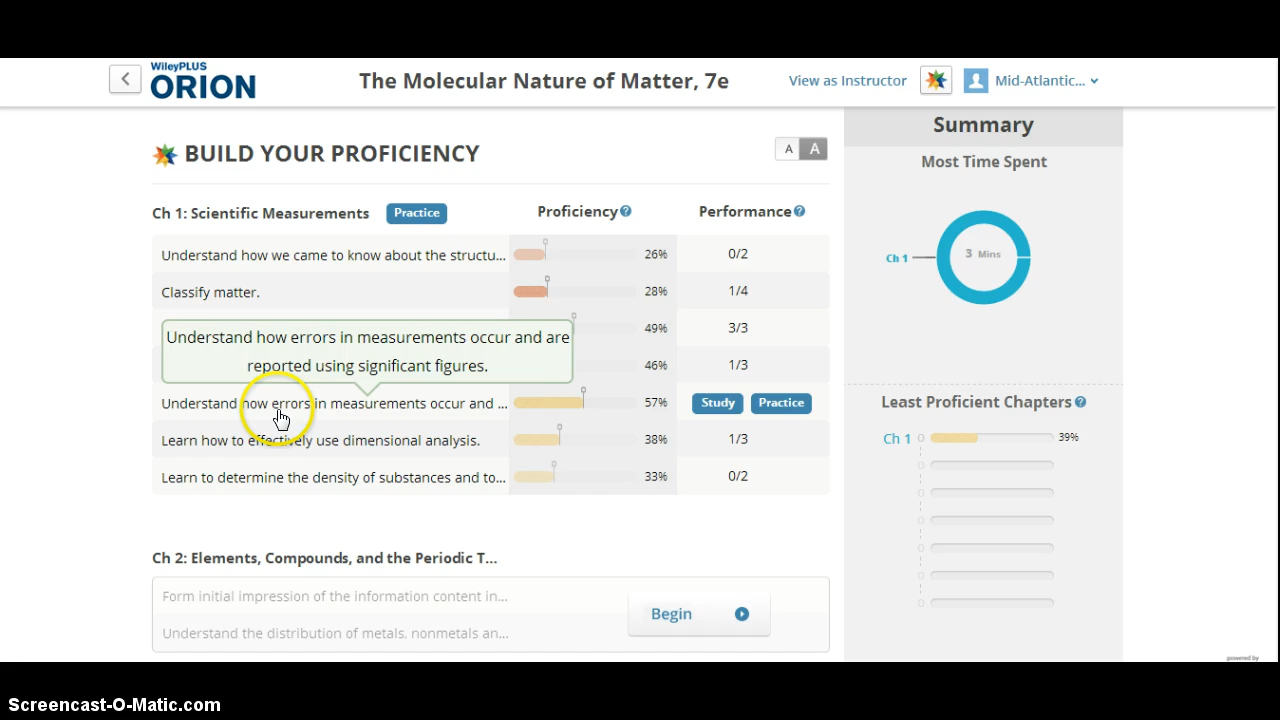 WileyPLUS
ORION
The Molecular Nature of Matter, 7e
View as Instructor
Mid-Atlantic...
Summary
Most Time Spent
BUILD YOUR PROFICIENCY
A A
Ch 1: Scientific Measurements Practice Proficiency ? Performance ?
Understand how we came to know about the structu... 26% 0/2
Classify matter. 28% 1/4
49% 3/3
46% 1/3
Understand how errors in measurements occur and are
reported using significant figures.
Understand how errors in measurements occur and ... 57% Study Practice
Learn how to effectively use dimensional analysis. 38% 1/3
Learn to determine the density of substances and to... 33% 0/2
Ch 1 3 Mins
Least Proficient Chapters ?
Ch 1 39%
Ch 2: Elements, Compounds, and the Periodic T...
Form initial impression of the information content in...
Understand the distribution of metals, nonmetals an...
Begin
powered by
Screencast-O-Matic.com